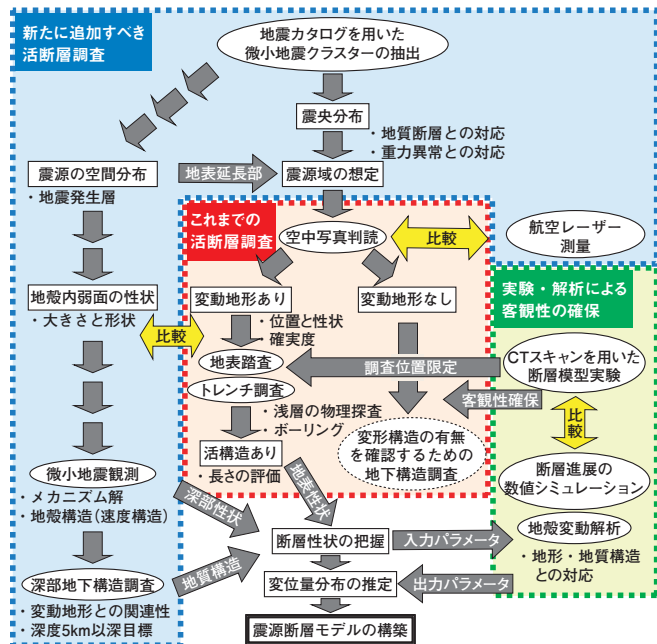 新たに追加すべき
活断層調査
地震カタログを用いた
微小地震クラスターの抽出
震央分布
・地質断層との対応
・重力異常との対応
震源の空間分布
・地震発生層
地表延長部
震源域の想定
これまでの
活断層調査
空中写真判読
比較
航空レーザー
測量
地殻内弱面の性状
・大きさと形状
比較
変動地形あり
・位置と性状
・確実度
変動地形なし
実験・解析による
客観性の確保
地表踏査
トレンチ調査
調査位置限定
CTスキャンを用いた
断層模型実験
・浅層の物理探査
・ボーリング
客観性確保
比較
活構造あり
・長さの評価
変形構造の有無
を確認するための
地下構造調査
微小地震観測
・メカニズム解
・地殻構造(速度構造)
深部性状
地表性状
断層進展の
数値シミュレーション
断層性状の把握
入力パラメータ
地殻変動解析
・地形・地質構造
との対応
深部地下構造調査
・変動地形との関連性
・深度5km以深目標
地質構造
変位量分布の推定
出力パラメータ
震源断層モデルの構築